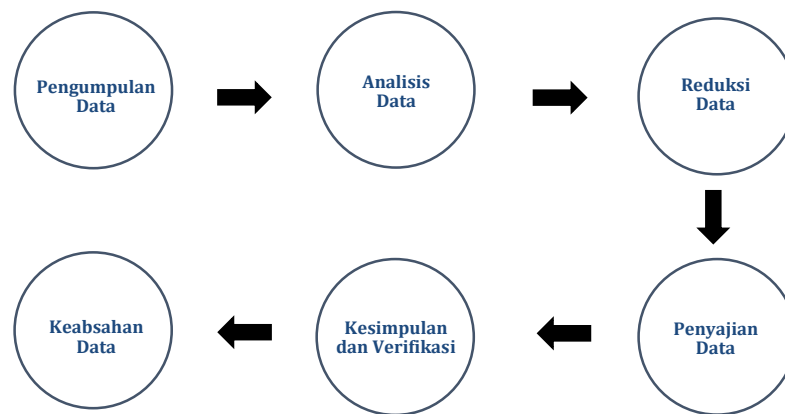 Pengumpulan
Data
Analisis
Data
Reduksi
Data
Penyajian
Data
Kesimpulan
dan Verifikasi
Keabsahan
Data